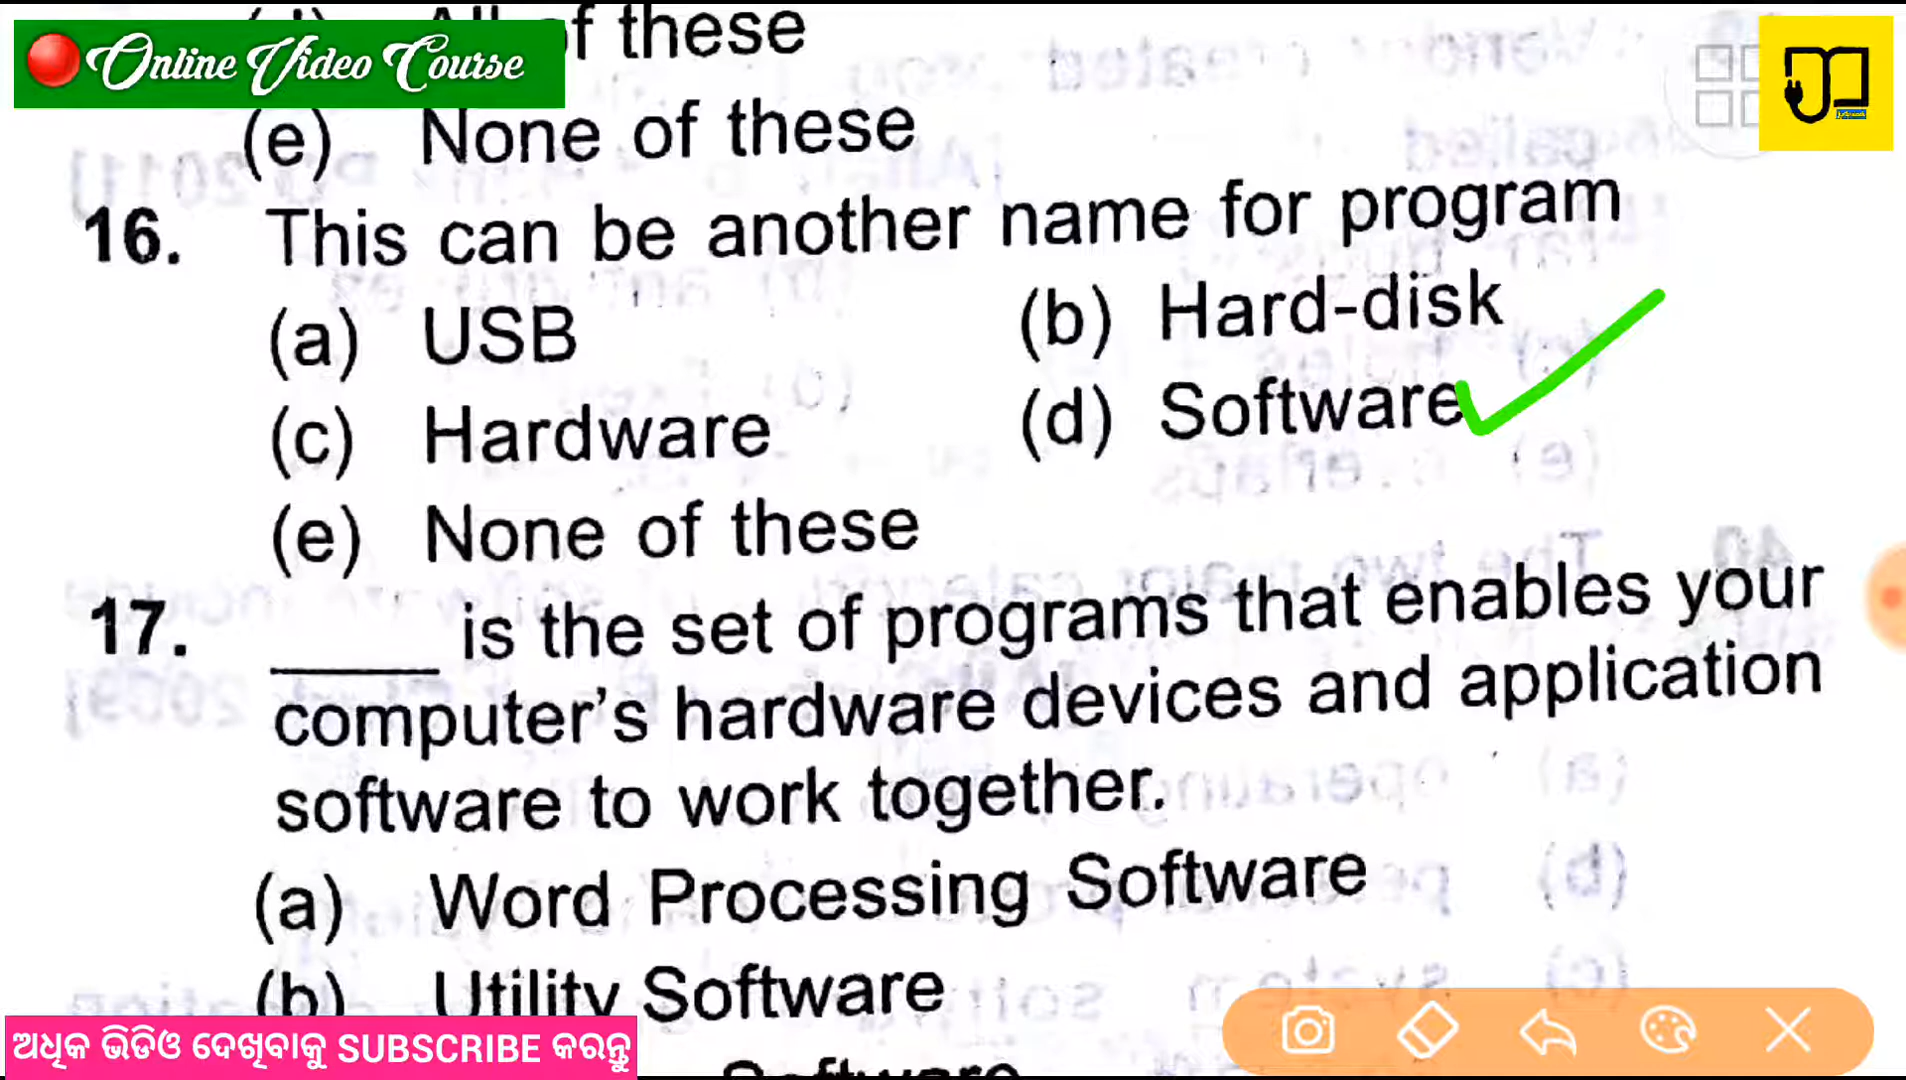 f these
Online Video Course
(e) None of these
16. This can be another name for program
(a) USB (b) Hard-disk
(c) Hardware (d) Software
(e) None of these
17. _____ is the set of programs that enables your
computer's hardware devices and application
software to work together.
(a) Word Processing Software
(b) Utility Software
ଅଧିକ ଭିଡିଓ ଦେଖିବାକୁ SUBSCRIBE କରନ୍ତୁ
Software